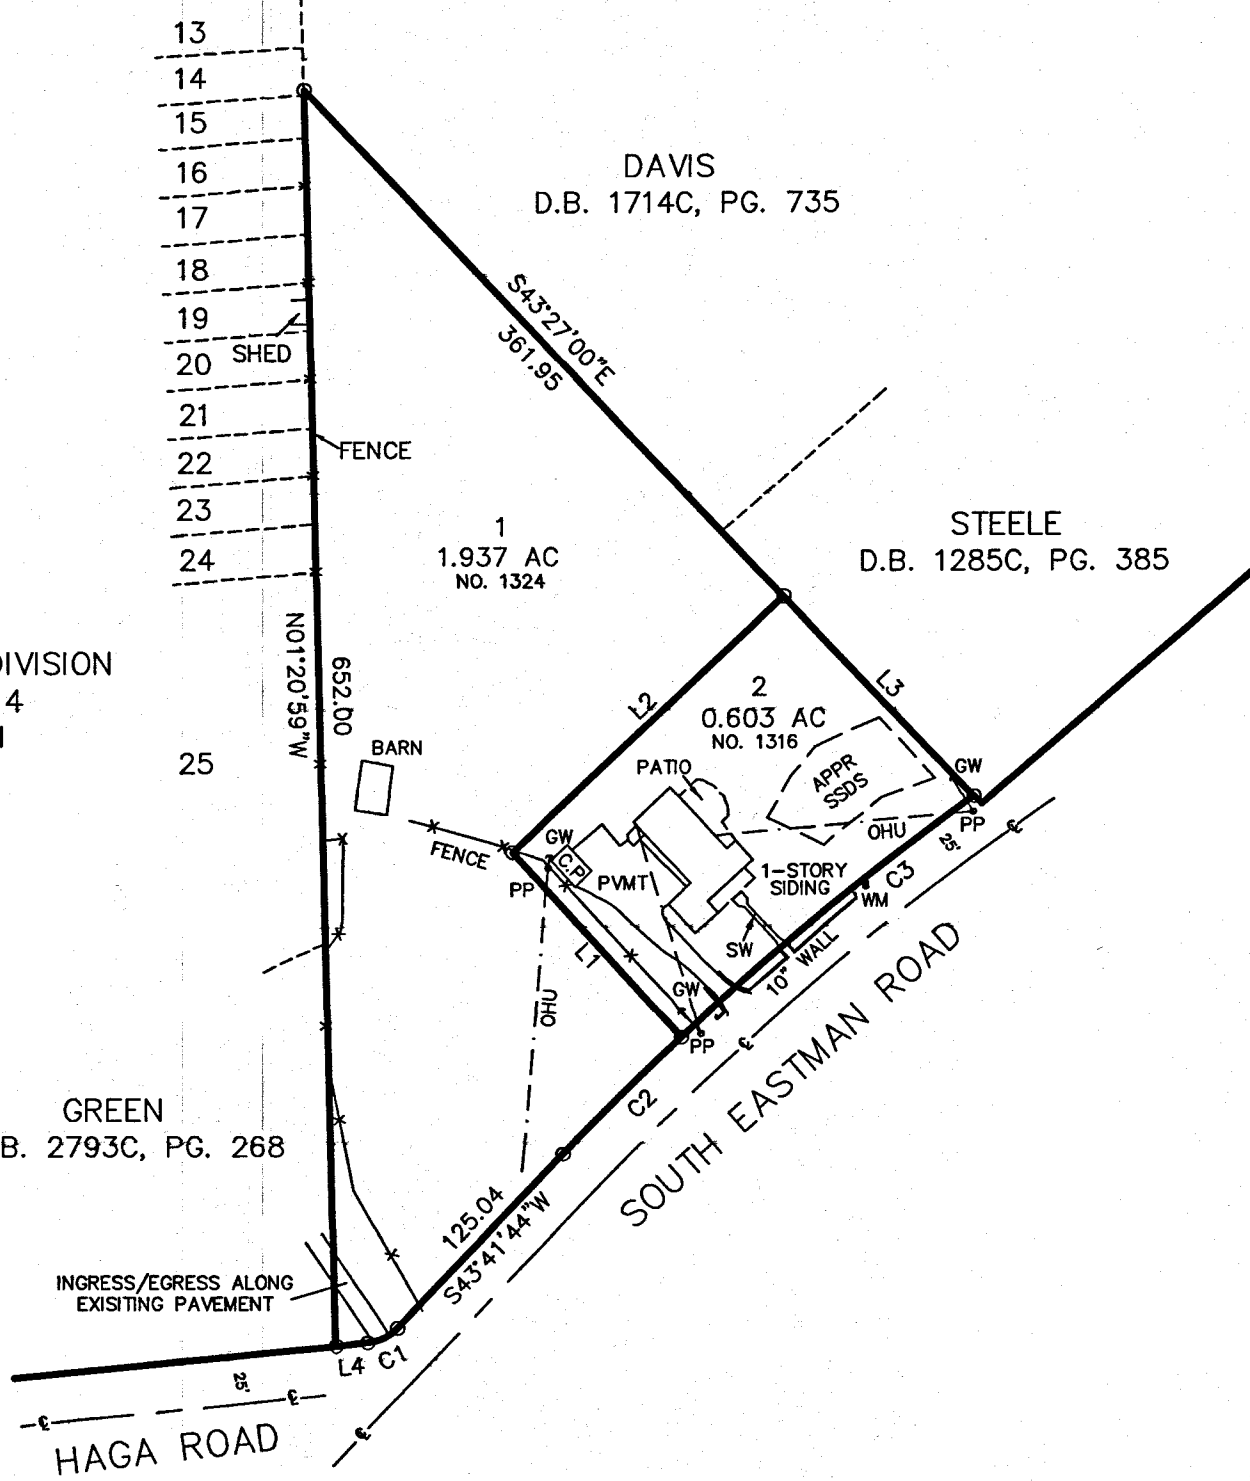 13
14
15
16
17
18
19
SHED
20
21
FENCE
22
23
24
DAVIS
D.B. 1714C, PG. 735
S43°27'00"E
361.95
1
1.937 AC
NO. 1324
STEELE
D.B. 1285C, PG. 385
N01°20'59"W
652.00
DIVISION
4
25
BARN
L2
L3
2
0.603 AC
NO. 1316
PATIO
APPR
SSDS
GW
PP
OHU
25'
C3
WM
1-STORY
SIDING
GW
C.P
PVMT
FENCE
PP
L1
SW
WALL
10"
GW
PP
OHU
C2
SOUTH EASTMAN ROAD
GREEN
B. 2793C, PG. 268
125.04
S43°41'44"W
INGRESS/EGRESS ALONG
EXISITING PAVEMENT
L4
C1
25'
HAGA ROAD